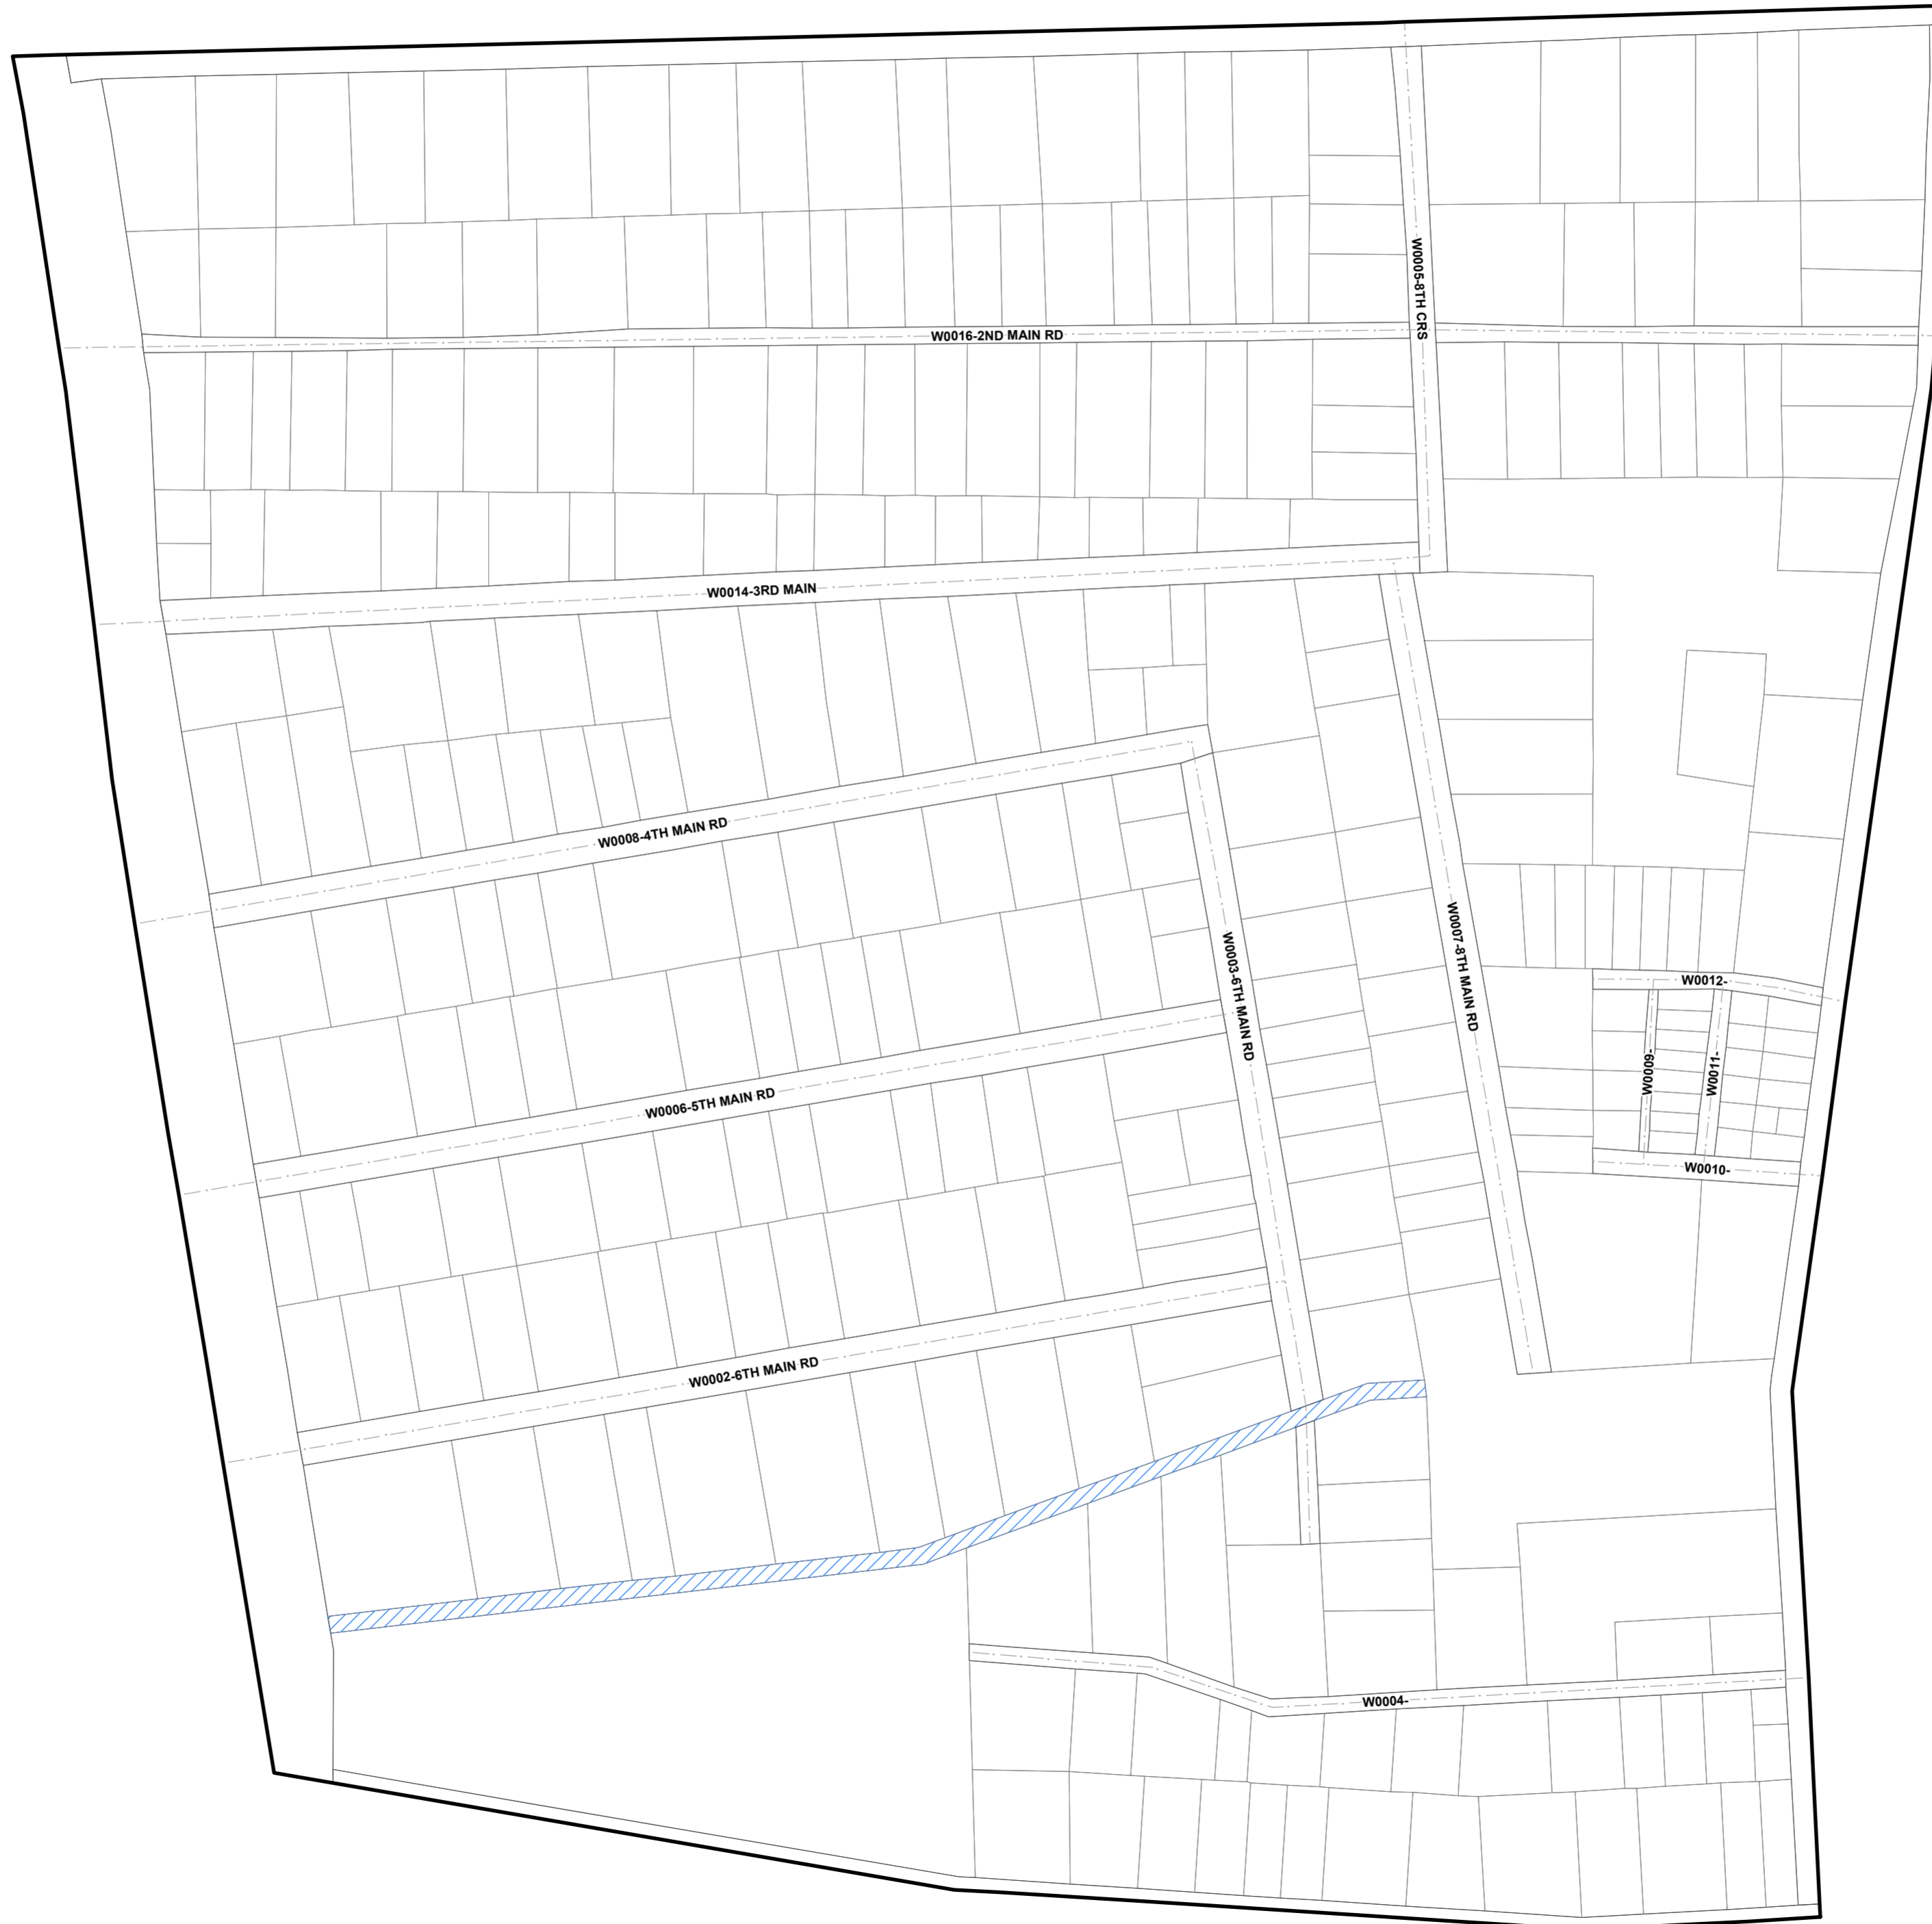 W0005-8TH CRS
W0016-2ND MAIN RD
W0014-3RD MAIN
W0008-4TH MAIN RD
W0003-6TH MAIN RD
W0007-8TH MAIN RD
W0012-
W0009-
W0011-
W0006-5TH MAIN RD
W0010-
W0002-6TH MAIN RD
W0004-